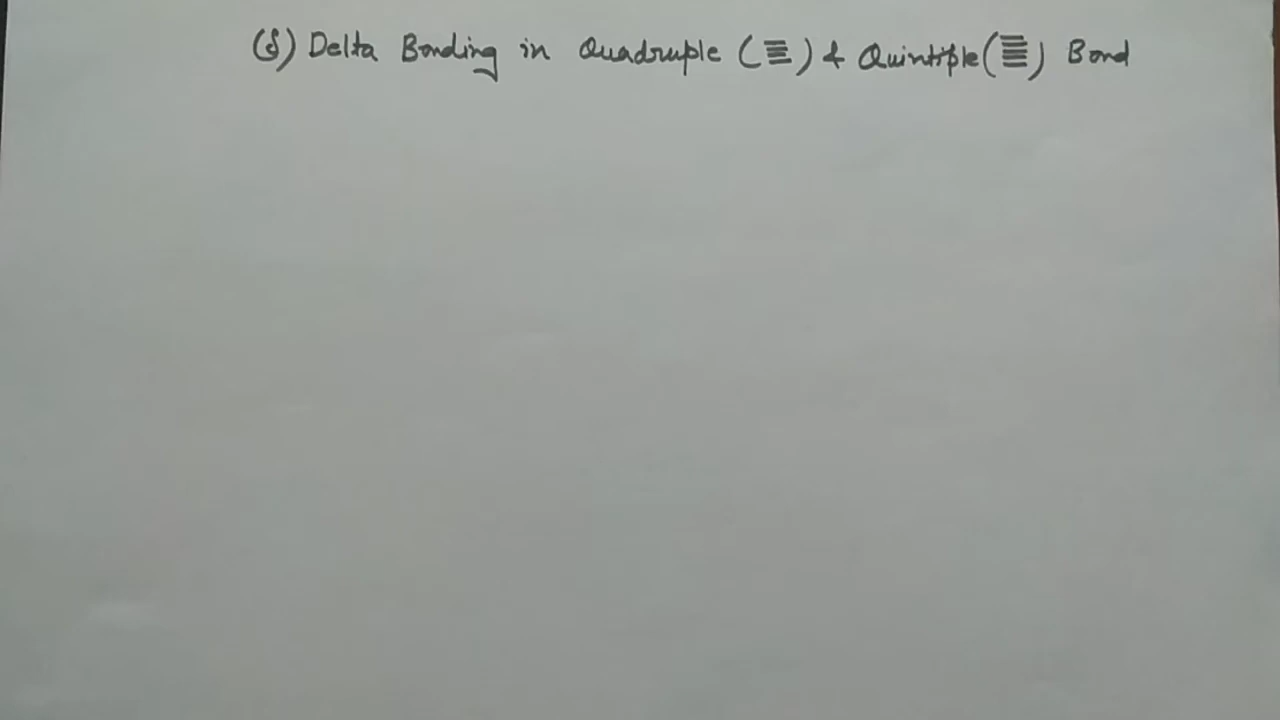 (δ) Delta Bonding in Quadruple (≣) & Quintiple (≣) Bond